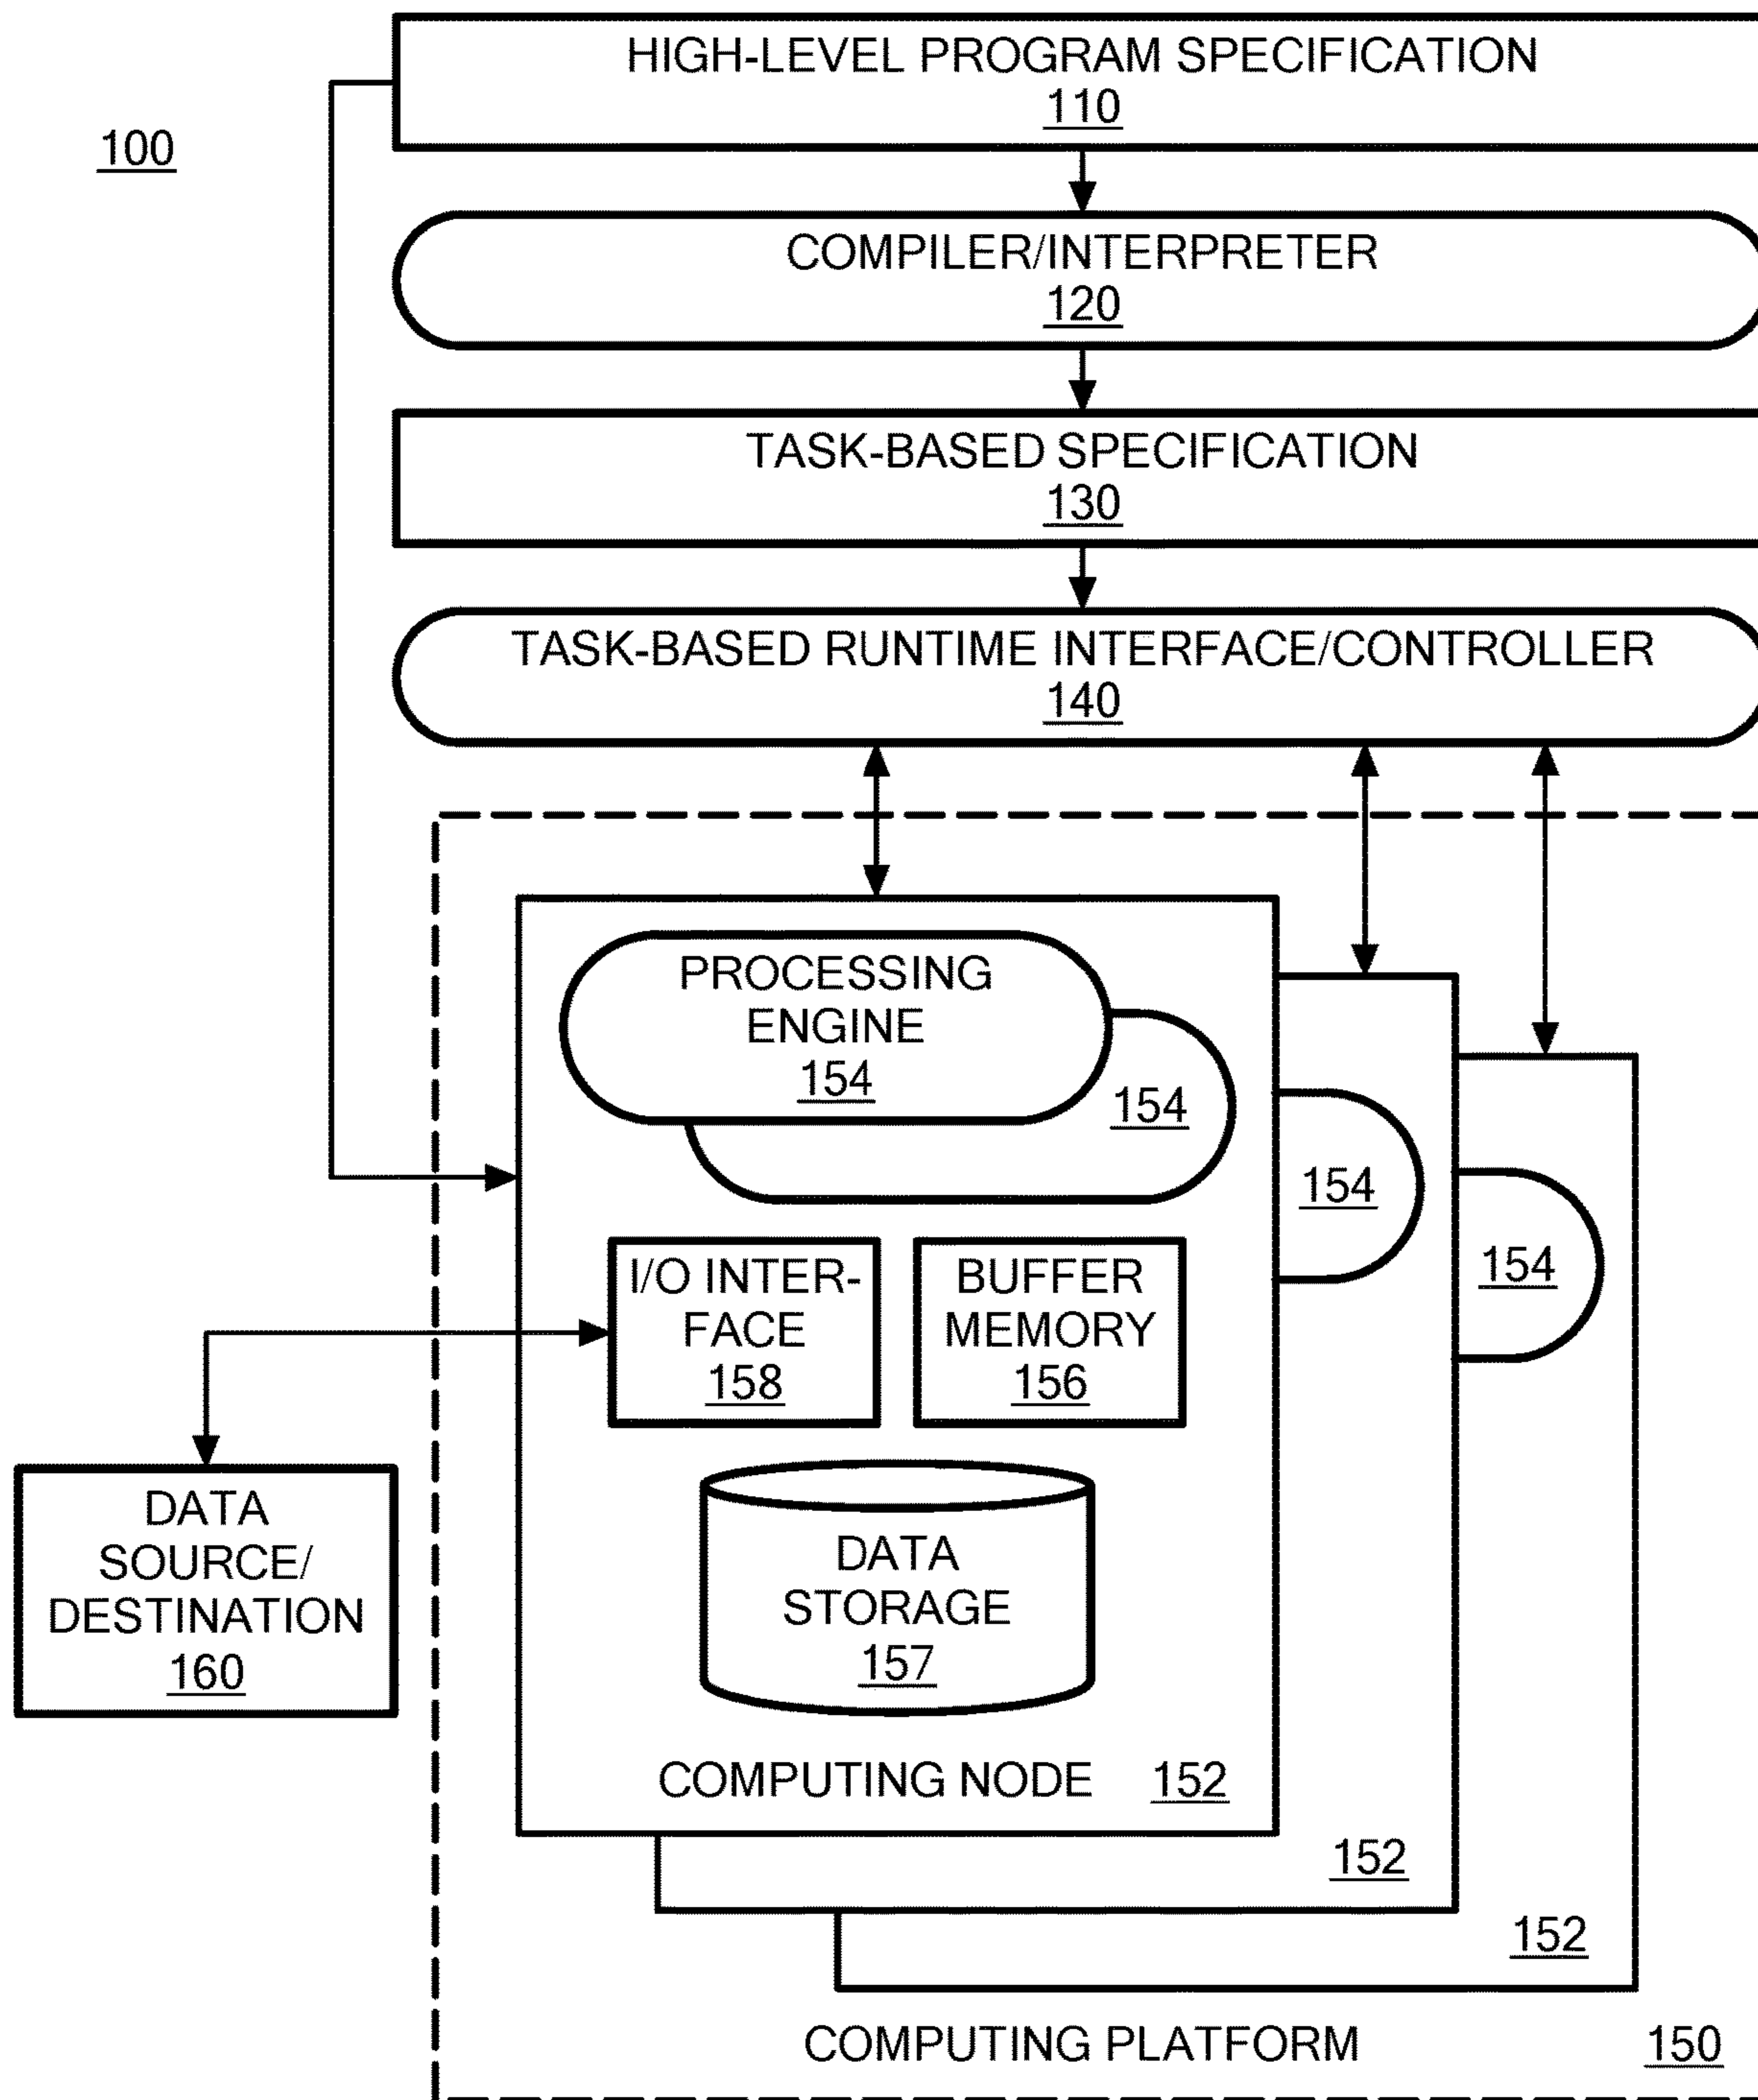 HIGH-LEVEL PROGRAM SPECIFICATION
110
100
COMPILER/INTERPRETER
120
TASK-BASED SPECIFICATION
130
TASK-BASED RUNTIME INTERFACE/CONTROLLER
140
PROCESSING
ENGINE
154
154
154
154
I/O INTER-
FACE
158
BUFFER
MEMORY
156
DATA
SOURCE/
DESTINATION
160
DATA
STORAGE
157
COMPUTING NODE 152
152
152
COMPUTING PLATFORM 150